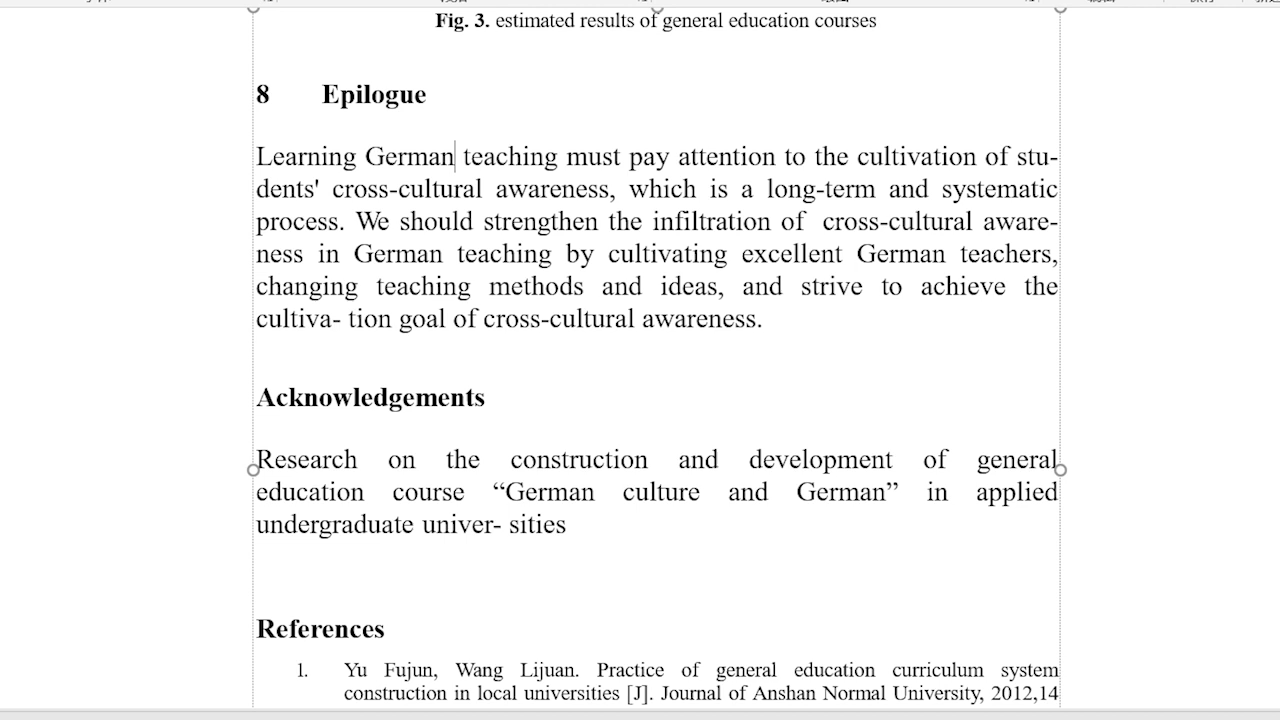 Fig. 3. estimated results of general education courses
8 Epilogue
Learning German teaching must pay attention to the cultivation of stu-
dents' cross-cultural awareness, which is a long-term and systematic
process. We should strengthen the infiltration of cross-cultural aware-
ness in German teaching by cultivating excellent German teachers,
changing teaching methods and ideas, and strive to achieve the
cultiva- tion goal of cross-cultural awareness.
Acknowledgements
Research on the construction and development of general
education course “German culture and German” in applied
undergraduate univer- sities
References
1. Yu Fujun, Wang Lijuan. Practice of general education curriculum system
construction in local universities [J]. Journal of Anshan Normal University, 2012,14